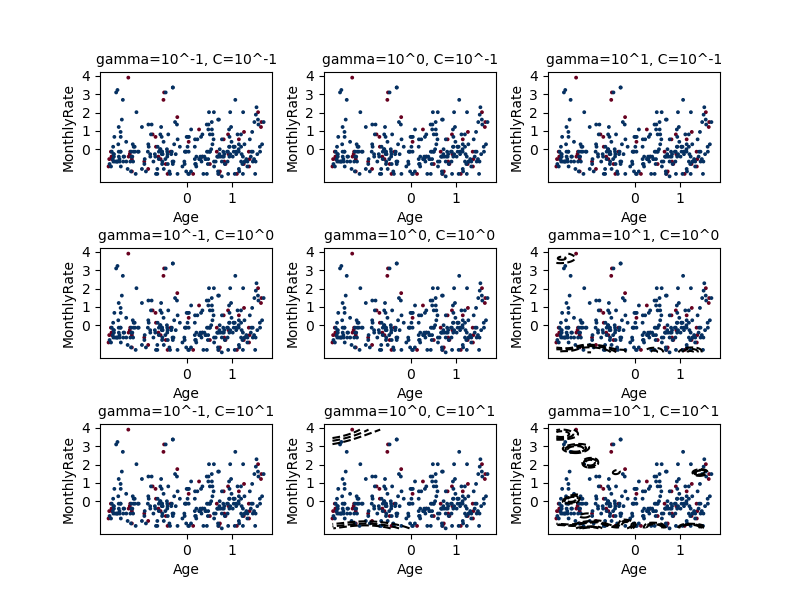 gamma=10^-1, C=10^-1 gamma=10^0, C=10^-1 gamma=10^1, C=10^-1
4 4 4
3 3 3
2 2 2
1 1 1
0 0 0
MonthlyRate MonthlyRate MonthlyRate
0 1 0 1 0 1
Age Age Age
gamma=10^-1, C=10^0 gamma=10^0, C=10^0 gamma=10^1, C=10^0
4 4 4
3 3 3
2 2 2
1 1 1
0 0 0
MonthlyRate MonthlyRate MonthlyRate
0 1 0 1 0 1
Age Age Age
gamma=10^-1, C=10^1 gamma=10^0, C=10^1 gamma=10^1, C=10^1
4 4 4
3 3 3
2 2 2
1 1 1
0 0 0
MonthlyRate MonthlyRate MonthlyRate
0 1 0 1 0 1
Age Age Age